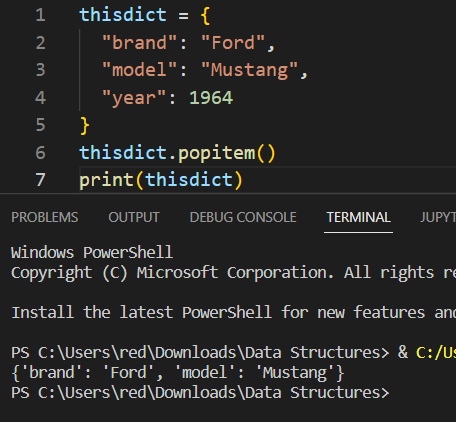 1 thisdict = {
2 "brand": "Ford",
3 "model": "Mustang",
4 "year": 1964
5 }
6 thisdict.popitem()
7 print(thisdict)
PROBLEMS OUTPUT DEBUG CONSOLE TERMINAL JUPYT
Windows PowerShell
Copyright (C) Microsoft Corporation. All rights re
Install the latest PowerShell for new features and
PS C:\Users\red\Downloads\Data Structures> & C:/Us
{'brand': 'Ford', 'model': 'Mustang'}
PS C:\Users\red\Downloads\Data Structures>